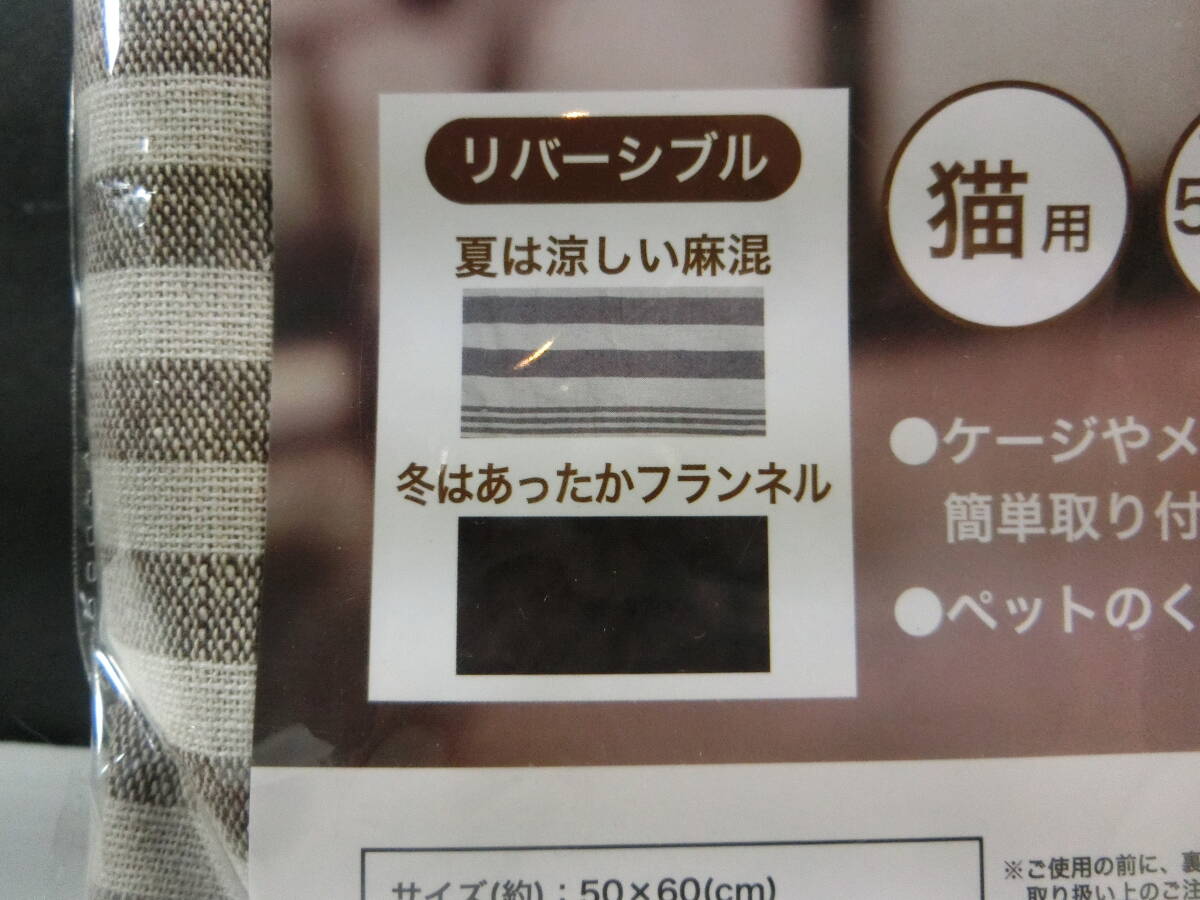 リバーシブル
夏は涼しい麻混
冬はあったかフランネル
猫用
5
●ケージやメ
簡単取り付
●ペットのく
サイズ(約)：50×60(cm)
※ご使用の前に、裏
取り扱い上のご注